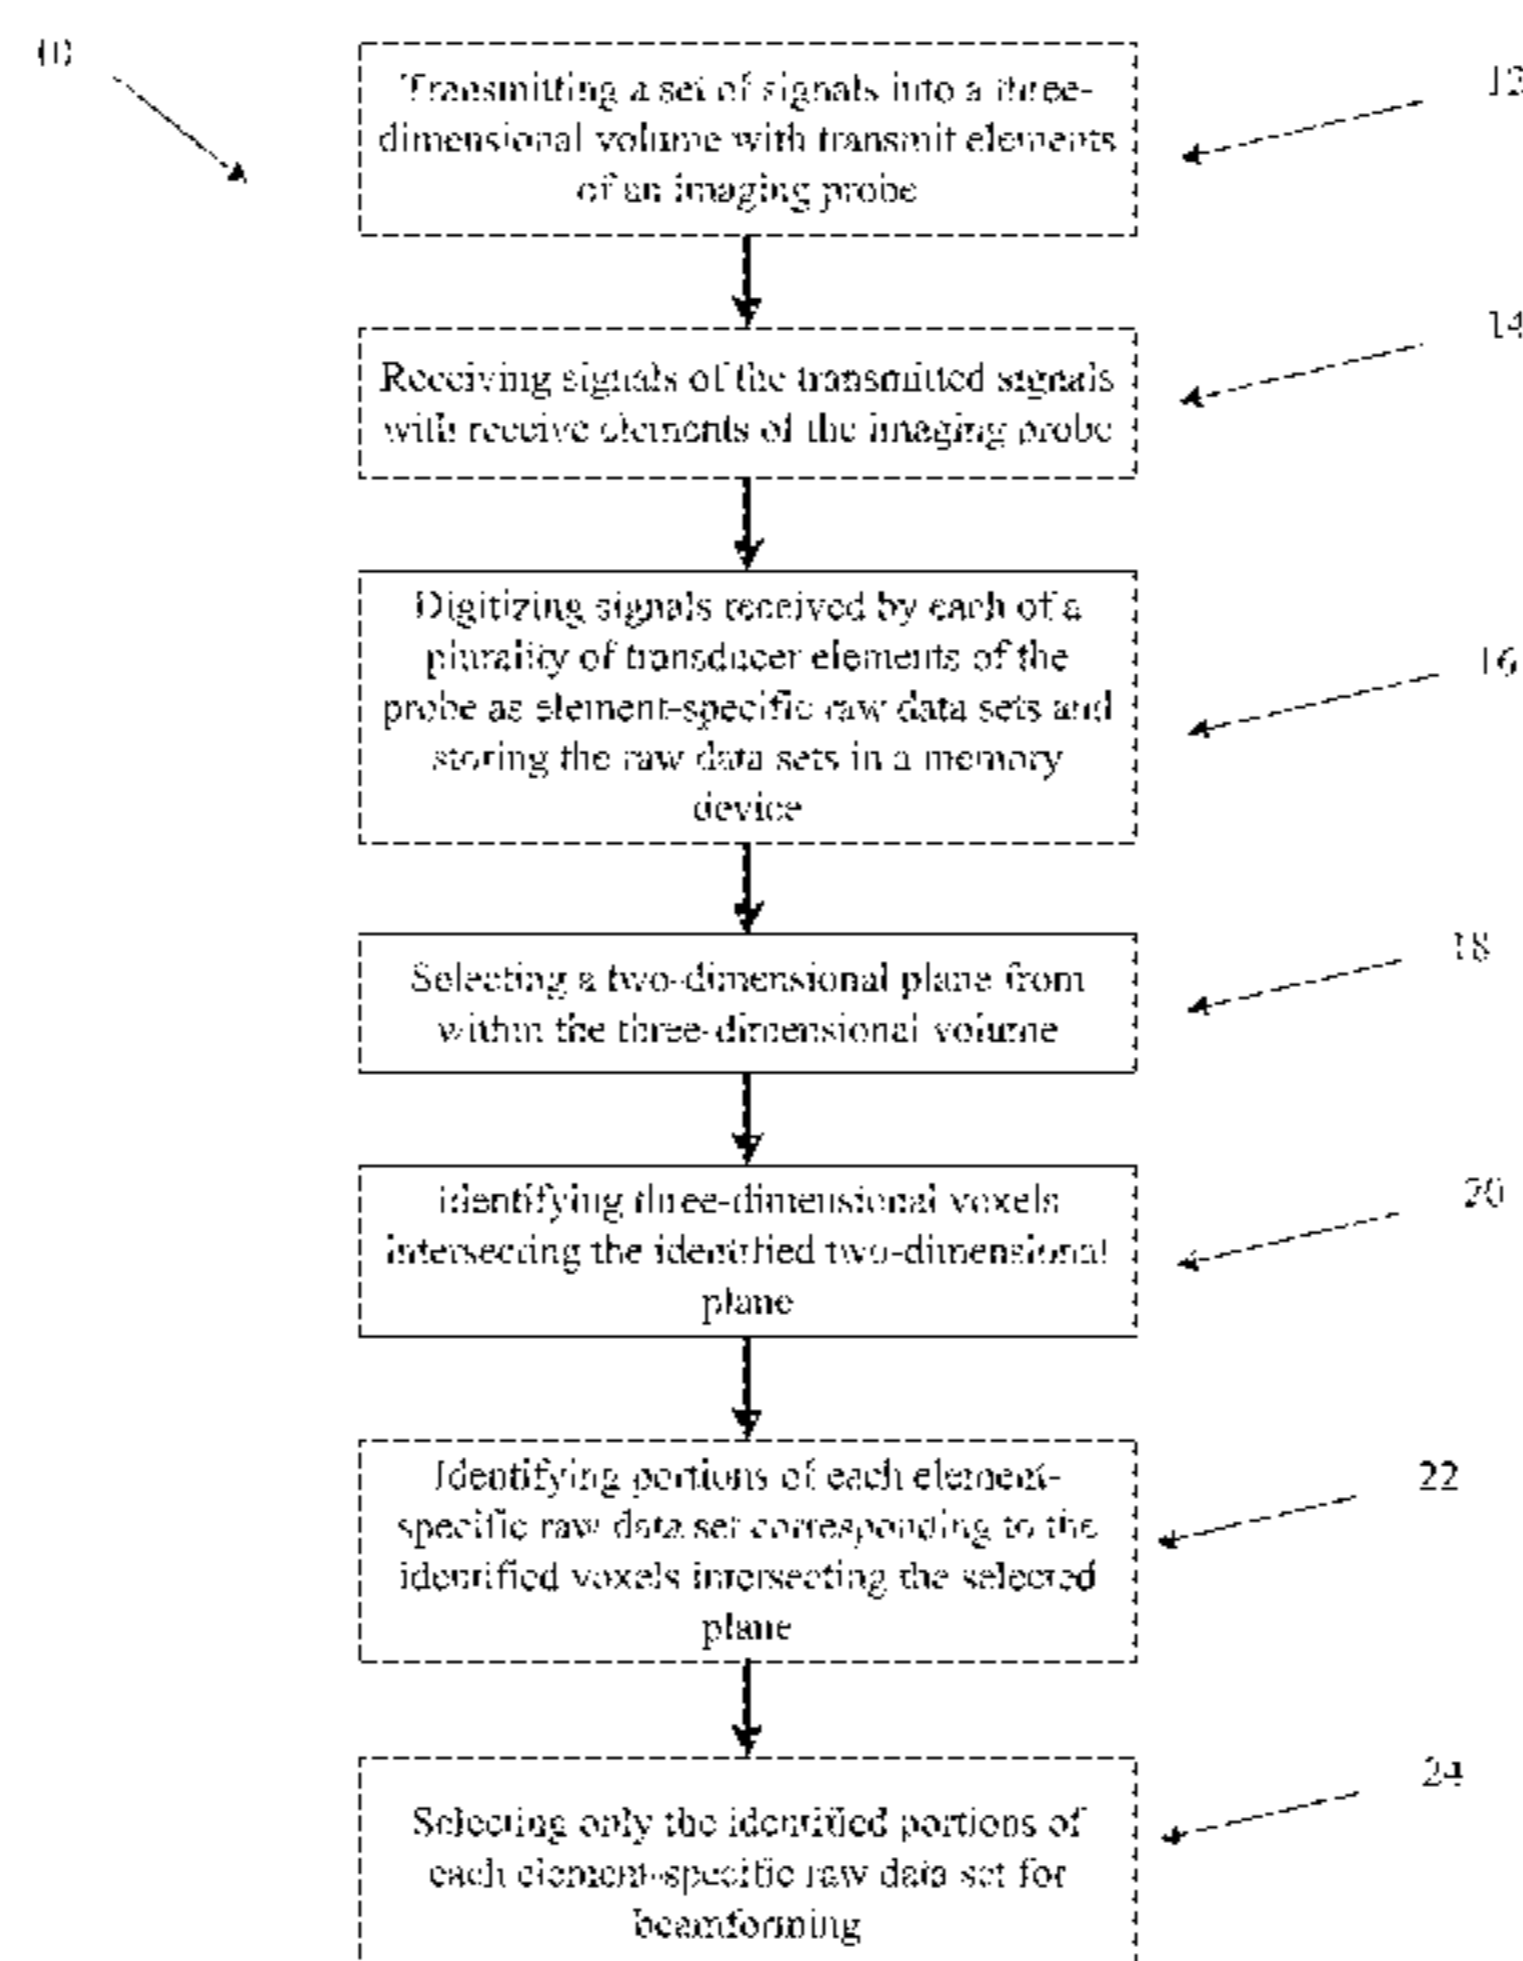 Transmitting a set of signals into a three-
dimensional volume with transmit elements
of an imaging probe
12
Receiving signals of the transmitted signals
with receive elements of the imaging probe
14
Digitizing signals received by each of a
plurality of transducer elements of the
probe as element-specific raw data sets and
storing the raw data sets in a memory
device
16
Selecting a two-dimensional plane from
within the three-dimensional volume
18
identifying three-dimensional voxels
intersecting the identified two-dimensional
plane
20
Identifying portions of each element-
specific raw data set corresponding to the
identified voxels intersecting the selected
plane
22
Selecting only the identified portions of
each element-specific raw data set for
beamforming
24